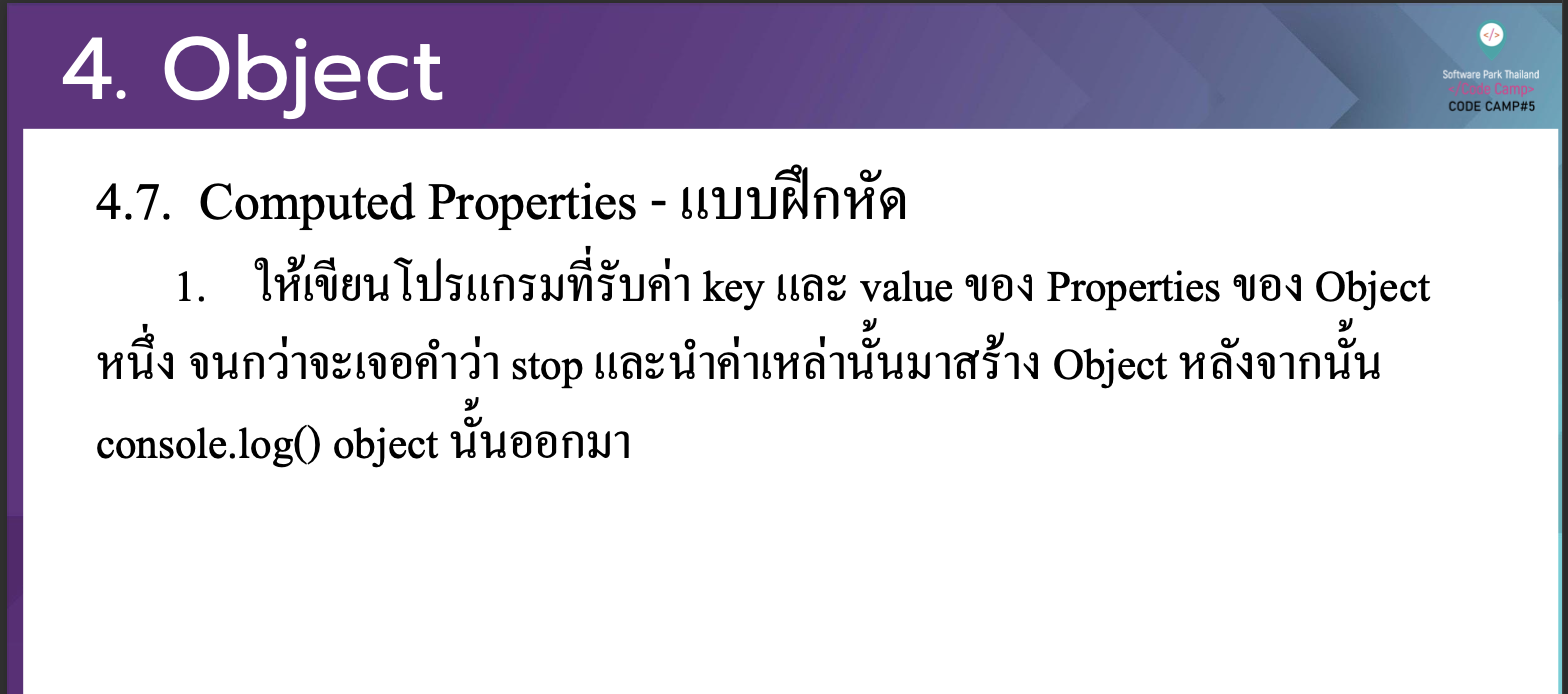 4. Object
</>
Software Park Thailand
</Code Camp>
CODE CAMP#5
4.7. Computed Properties - แบบฝึกหัด
1. ให้เขียนโปรแกรมที่รับค่า key และ value ของ Properties ของ Object
หนึ่ง จนกว่าจะเจอคำว่า stop และนำค่าเหล่านั้นมาสร้าง Object หลังจากนั้น
console.log() object นั้นออกมา